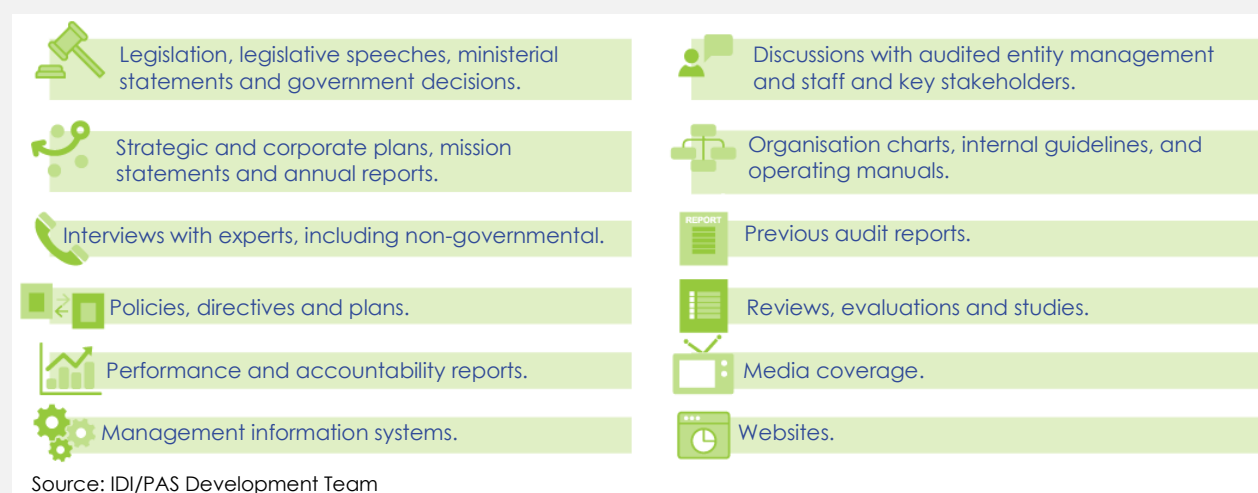 Legislation, legislative speeches, ministerial
statements and government decisions.
Strategic and corporate plans, mission
statements and annual reports.
Interviews with experts, including non-governmental.
Policies, directives and plans.
Performance and accountability reports.
Management information systems.
Discussions with audited entity management
and staff and key stakeholders.
Organisation charts, internal guidelines, and
operating manuals.
REPORT
Previous audit reports.
Reviews, evaluations and studies.
Media coverage.
Websites.
Source: IDI/PAS Development Team